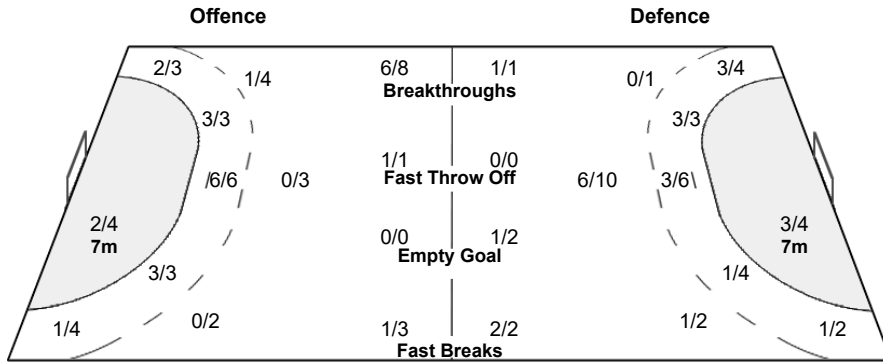 Offence Defence
2/3 1/4 6/8 1/1 0/1 3/4
Breakthroughs
3/3 3/3
1/1 0/0
Fast Throw Off
6/6 0/3 6/10 3/6
2/4 3/4
7m 7m
0/0 1/2
Empty Goal
3/3 1/4
1/4 0/2 1/3 2/2 1/2 1/2
Fast Breaks